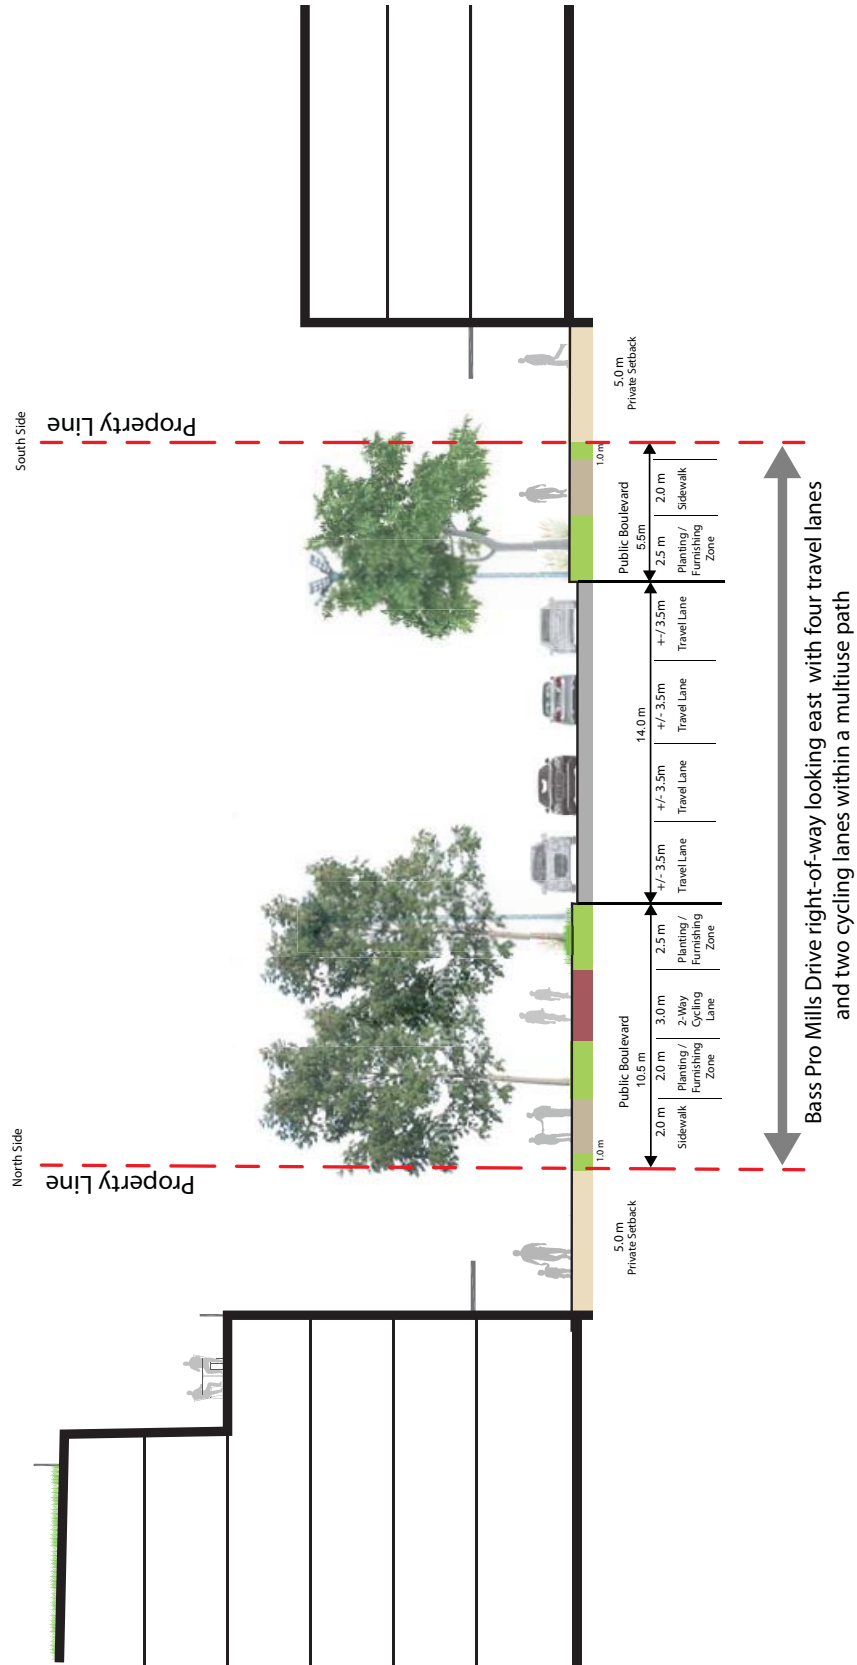 North Side
South Side
Property Line
Property Line
5.0 m
Private Setback
1.0 m
Public Boulevard
10.5 m
2.0 m
Sidewalk
2.0 m
Planting /
Furnishing
Zone
3.0 m
2-Way
Cycling
Lane
2.5 m
Planting /
Furnishing
Zone
14.0 m
+/- 3.5m
Travel Lane
+/- 3.5m
Travel Lane
+/- 3.5m
Travel Lane
+-/ 3.5m
Travel Lane
Public Boulevard
5.5m
2.5 m
Planting /
Furnishing
Zone
2.0 m
Sidewalk
1.0 m
5.0 m
Private Setback
Bass Pro Mills Drive right-of-way looking east with four travel lanes
and two cycling lanes within a multiuse path